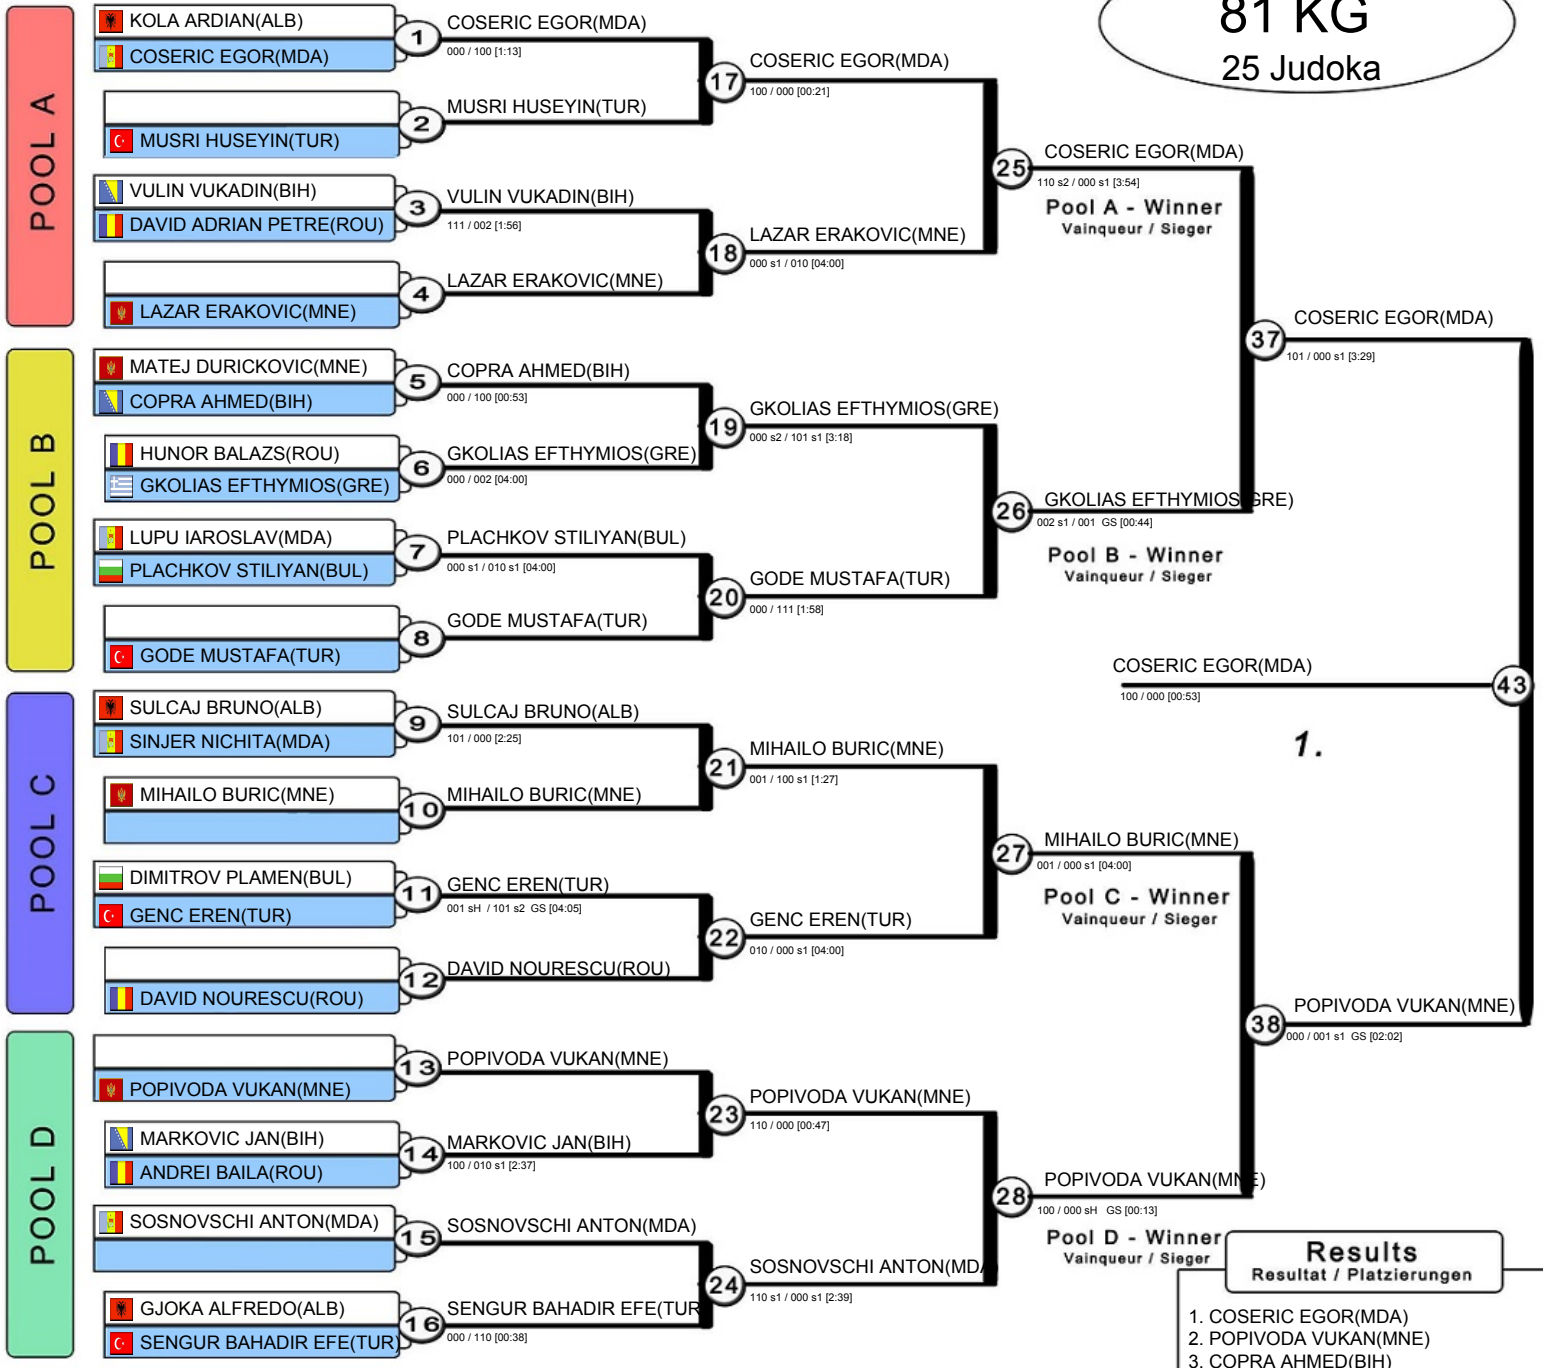 81 KG
25 Judoka
POOL A
KOLA ARDIAN(ALB)
COSERIC EGOR(MDA)
1
COSERIC EGOR(MDA)
000 / 100 [1:13]
MUSRI HUSEYIN(TUR)
2
MUSRI HUSEYIN(TUR)
17
COSERIC EGOR(MDA)
100 / 000 [00:21]
VULIN VUKADIN(BIH)
DAVID ADRIAN PETRE(ROU)
3
VULIN VUKADIN(BIH)
111 / 002 [1:56]
LAZAR ERAKOVIC(MNE)
4
LAZAR ERAKOVIC(MNE)
18
LAZAR ERAKOVIC(MNE)
000 s1 / 010 [04:00]
25
COSERIC EGOR(MDA)
110 s2 / 000 s1 [3:54]
Pool A - Winner
Vainqueur / Sieger
POOL B
MATEJ DURICKOVIC(MNE)
COPRA AHMED(BIH)
5
COPRA AHMED(BIH)
000 / 100 [00:53]
HUNOR BALAZS(ROU)
GKOLIAS EFTHYMIOS(GRE)
6
GKOLIAS EFTHYMIOS(GRE)
000 / 002 [04:00]
19
GKOLIAS EFTHYMIOS(GRE)
000 s2 / 101 s1 [3:18]
LUPU IAROSLAV(MDA)
PLACHKOV STILIYAN(BUL)
7
PLACHKOV STILIYAN(BUL)
000 s1 / 010 s1 [04:00]
GODE MUSTAFA(TUR)
8
GODE MUSTAFA(TUR)
20
GODE MUSTAFA(TUR)
000 / 111 [1:58]
26
GKOLIAS EFTHYMIOS(GRE)
002 s1 / 001 GS [00:44]
Pool B - Winner
Vainqueur / Sieger
37
COSERIC EGOR(MDA)
101 / 000 s1 [3:29]
POOL C
SULCAJ BRUNO(ALB)
SINJER NICHITA(MDA)
9
SULCAJ BRUNO(ALB)
101 / 000 [2:25]
MIHAILO BURIC(MNE)
10
MIHAILO BURIC(MNE)
21
MIHAILO BURIC(MNE)
001 / 100 s1 [1:27]
DIMITROV PLAMEN(BUL)
GENC EREN(TUR)
11
GENC EREN(TUR)
001 sH / 101 s2 GS [04:05]
DAVID NOURESCU(ROU)
12
DAVID NOURESCU(ROU)
22
GENC EREN(TUR)
010 / 000 s1 [04:00]
27
MIHAILO BURIC(MNE)
001 / 000 s1 [04:00]
Pool C - Winner
Vainqueur / Sieger
POOL D
POPIVODA VUKAN(MNE)
13
POPIVODA VUKAN(MNE)
MARKOVIC JAN(BIH)
ANDREI BAILA(ROU)
14
MARKOVIC JAN(BIH)
100 / 010 s1 [2:37]
23
POPIVODA VUKAN(MNE)
110 / 000 [00:47]
SOSNOVSCHI ANTON(MDA)
15
SOSNOVSCHI ANTON(MDA)
GJOKA ALFREDO(ALB)
SENGUR BAHADIR EFE(TUR)
16
SENGUR BAHADIR EFE(TUR
000 / 110 [00:38]
24
SOSNOVSCHI ANTON(MDA
110 s1 / 000 s1 [2:39]
28
POPIVODA VUKAN(MNE)
100 / 000 sH GS [00:13]
Pool D - Winner
Vainqueur / Sieger
38
POPIVODA VUKAN(MNE)
000 / 001 s1 GS [02:02]
43
COSERIC EGOR(MDA)
100 / 000 [00:53]
1.
Results
Resultat / Platzierungen
1. COSERIC EGOR(MDA)
2. POPIVODA VUKAN(MNE)
3. COPRA AHMED(BIH)